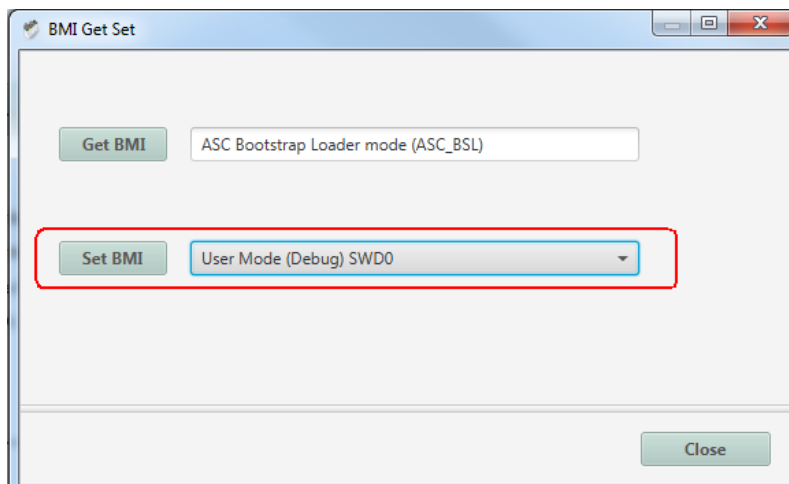 BMI Get Set
Get BMI ASC Bootstrap Loader mode (ASC_BSL)
Set BMI User Mode (Debug) SWD0
Close